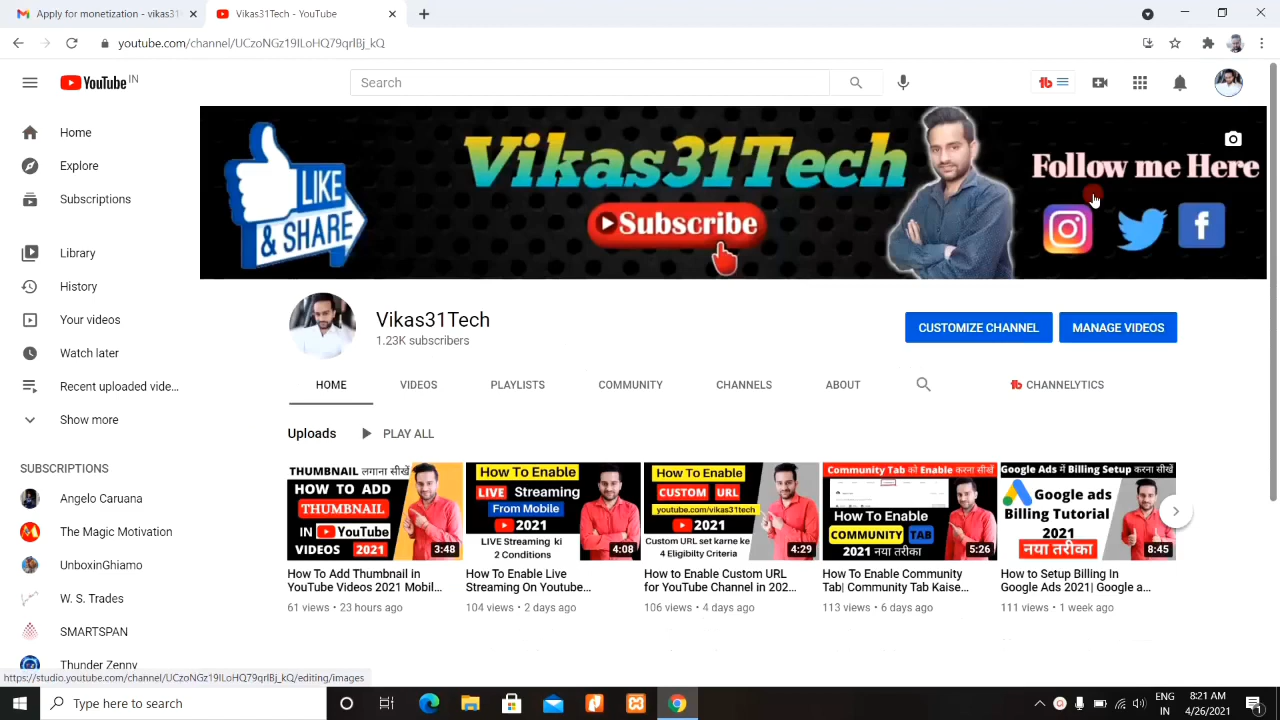 Apply for monetization - vikas31
Vikas31Tech - YouTube
youtube.com/channel/UCzoNGz19ILoHQ79qrIBj_kQ
YouTube IN
Search
Home
Explore
Subscriptions
Library
History
Your videos
Watch later
Recent uploaded vide...
Show more
SUBSCRIPTIONS
Angelo Caruana
The Magic Motivation
UnboxinGhiamo
W. S. Trades
SMARTSPAN
Thunder Zenny
LIKE
& SHARE
Vikas31Tech
Subscribe
Follow me Here
Vikas31Tech
1.23K subscribers
CUSTOMIZE CHANNEL
MANAGE VIDEOS
HOME
VIDEOS
PLAYLISTS
COMMUNITY
CHANNELS
ABOUT
CHANNELYTICS
Uploads
PLAY ALL
THUMBNAIL लगाना सीखें
HOW TO ADD
THUMBNAIL
IN YouTube
VIDEOS 2021
3:48
How To Add Thumbnail in
YouTube Videos 2021 Mobil...
61 views • 23 hours ago
How To Enable
LIVE Streaming
From Mobile
2021
LIVE Streaming ki
2 Conditions
4:08
How To Enable Live
Streaming On Youtube...
104 views • 2 days ago
How To Enable
CUSTOM URL
youtube.com/vikas31tech
2021
Custom URL set karne ke
4 Eligibilty Criteria
4:29
How to Enable Custom URL
for YouTube Channel in 202...
106 views • 4 days ago
Community Tab को Enable करना सीखें
How To Enable
COMMUNITY TAB
2021 नया तरीका
5:26
How To Enable Community
Tab| Community Tab Kaise...
113 views • 6 days ago
Google Ads में Billing Setup करना सीखें
Google ads
Billing Tutorial
2021
नया तरीका
8:45
How to Setup Billing In
Google Ads 2021| Google a...
111 views • 1 week ago
https://studio.youtube.com/channel/UCzoNGz19ILoHQ79qrIBj_kQ/editing/images
Type here to search
ENG
IN
8:21 AM
4/26/2021